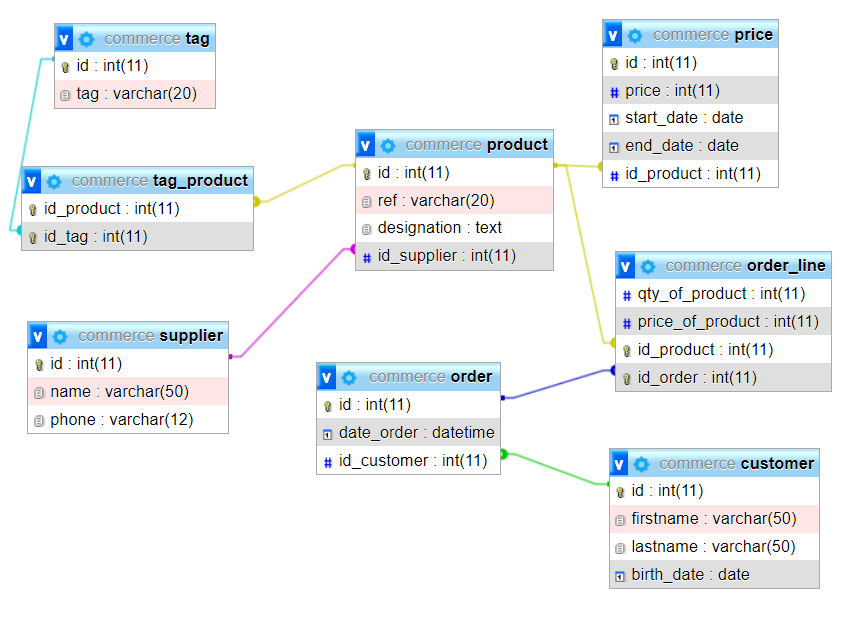 v commerce tag
id : int(11)
tag : varchar(20)
v commerce tag_product
id_product : int(11)
id_tag : int(11)
v commerce supplier
id : int(11)
name : varchar(50)
phone : varchar(12)
v commerce product
id : int(11)
ref : varchar(20)
designation : text
# id_supplier : int(11)
v commerce order
id : int(11)
date_order : datetime
# id_customer : int(11)
v commerce price
id : int(11)
# price : int(11)
start_date : date
end_date : date
# id_product : int(11)
v commerce order_line
# qty_of_product : int(11)
# price_of_product : int(11)
id_product : int(11)
id_order : int(11)
v commerce customer
id : int(11)
firstname : varchar(50)
lastname : varchar(50)
birth_date : date